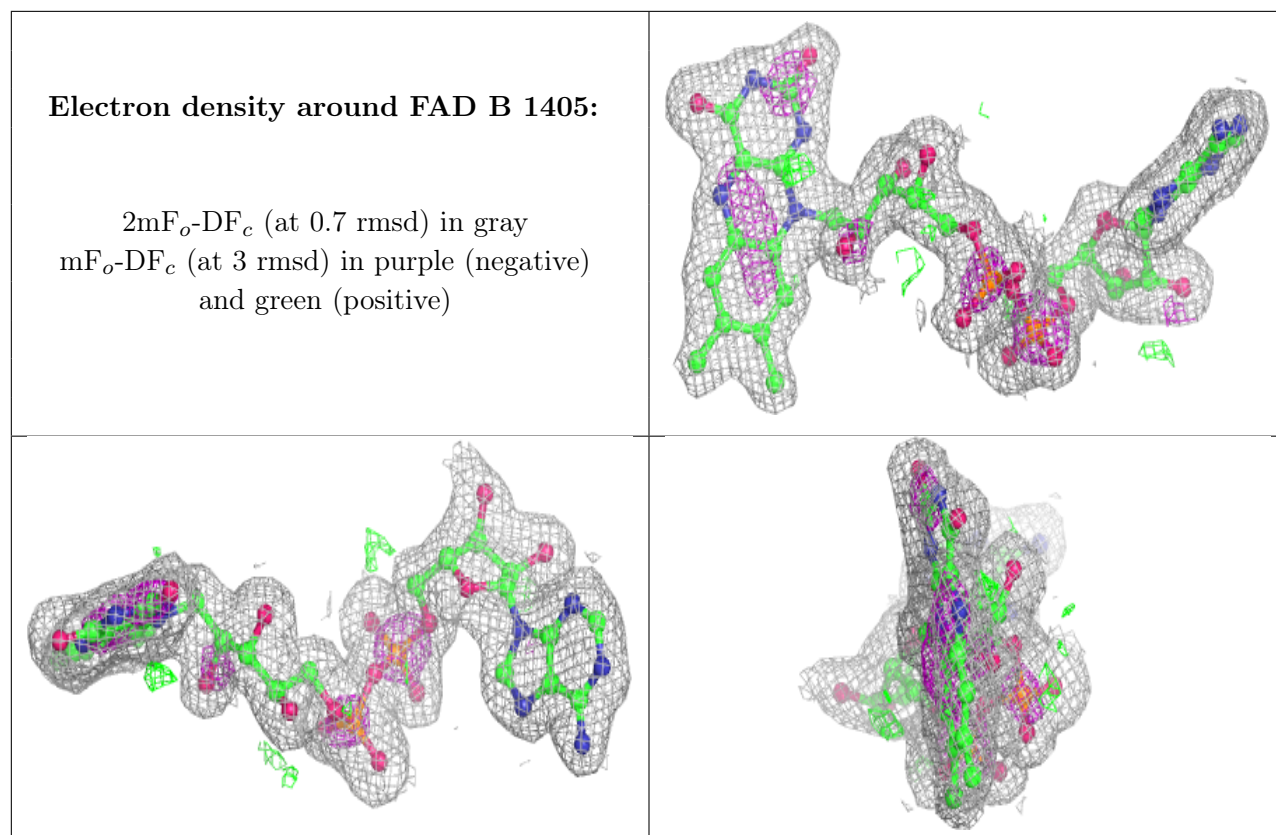 Electron density around FAD B 1405:
2mFₒ-DF𝒸 (at 0.7 rmsd) in gray
mFₒ-DF𝒸 (at 3 rmsd) in purple (negative)
and green (positive)